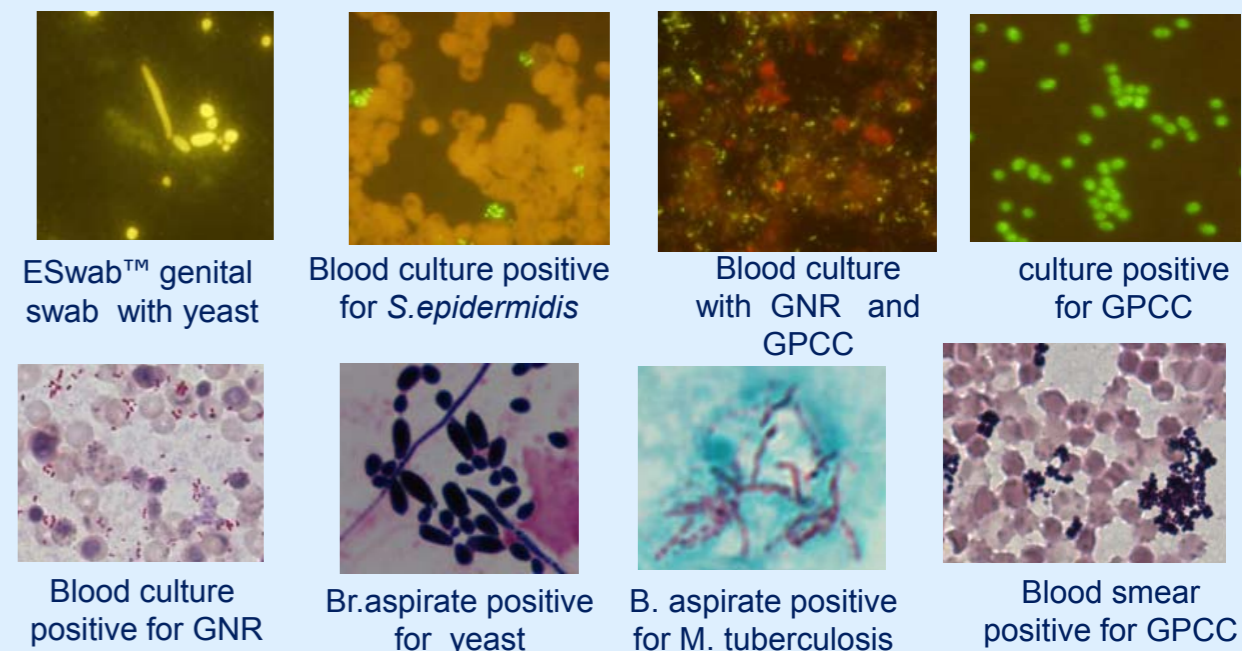 ESwab™ genital
swab with yeast
Blood culture positive
for S.epidermidis
Blood culture
with GNR and
GPCC
culture positive
for GPCC
Blood culture
positive for GNR
Br.aspirate positive
for yeast
B. aspirate positive
for M. tuberculosis
Blood smear
positive for GPCC